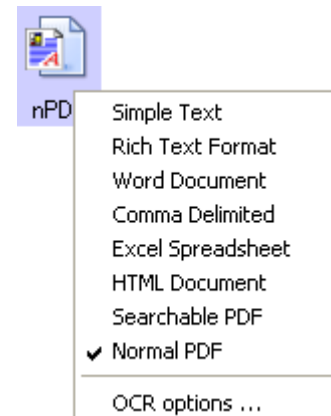 nPD
Simple Text
Rich Text Format
Word Document
Comma Delimited
Excel Spreadsheet
HTML Document
Searchable PDF
Normal PDF
OCR options ...